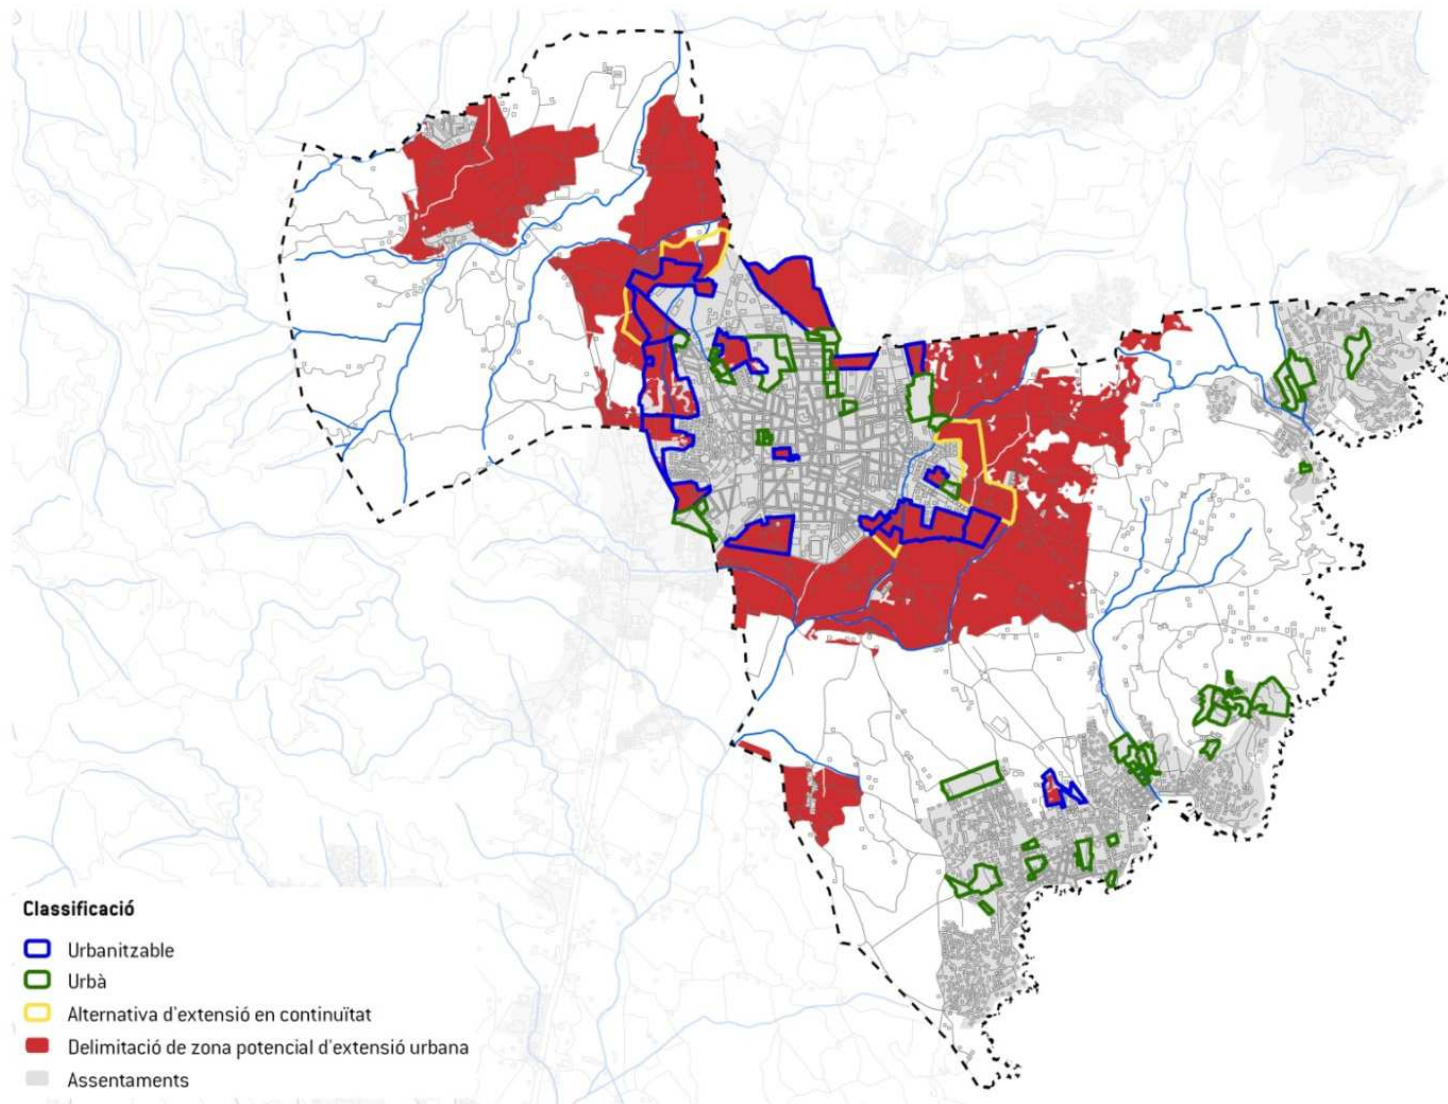 Classificació
Urbanitzable
Urbà
Alternativa d'extensió en continuïtat
Delimitació de zona potencial d'extensió urbana
Assentaments